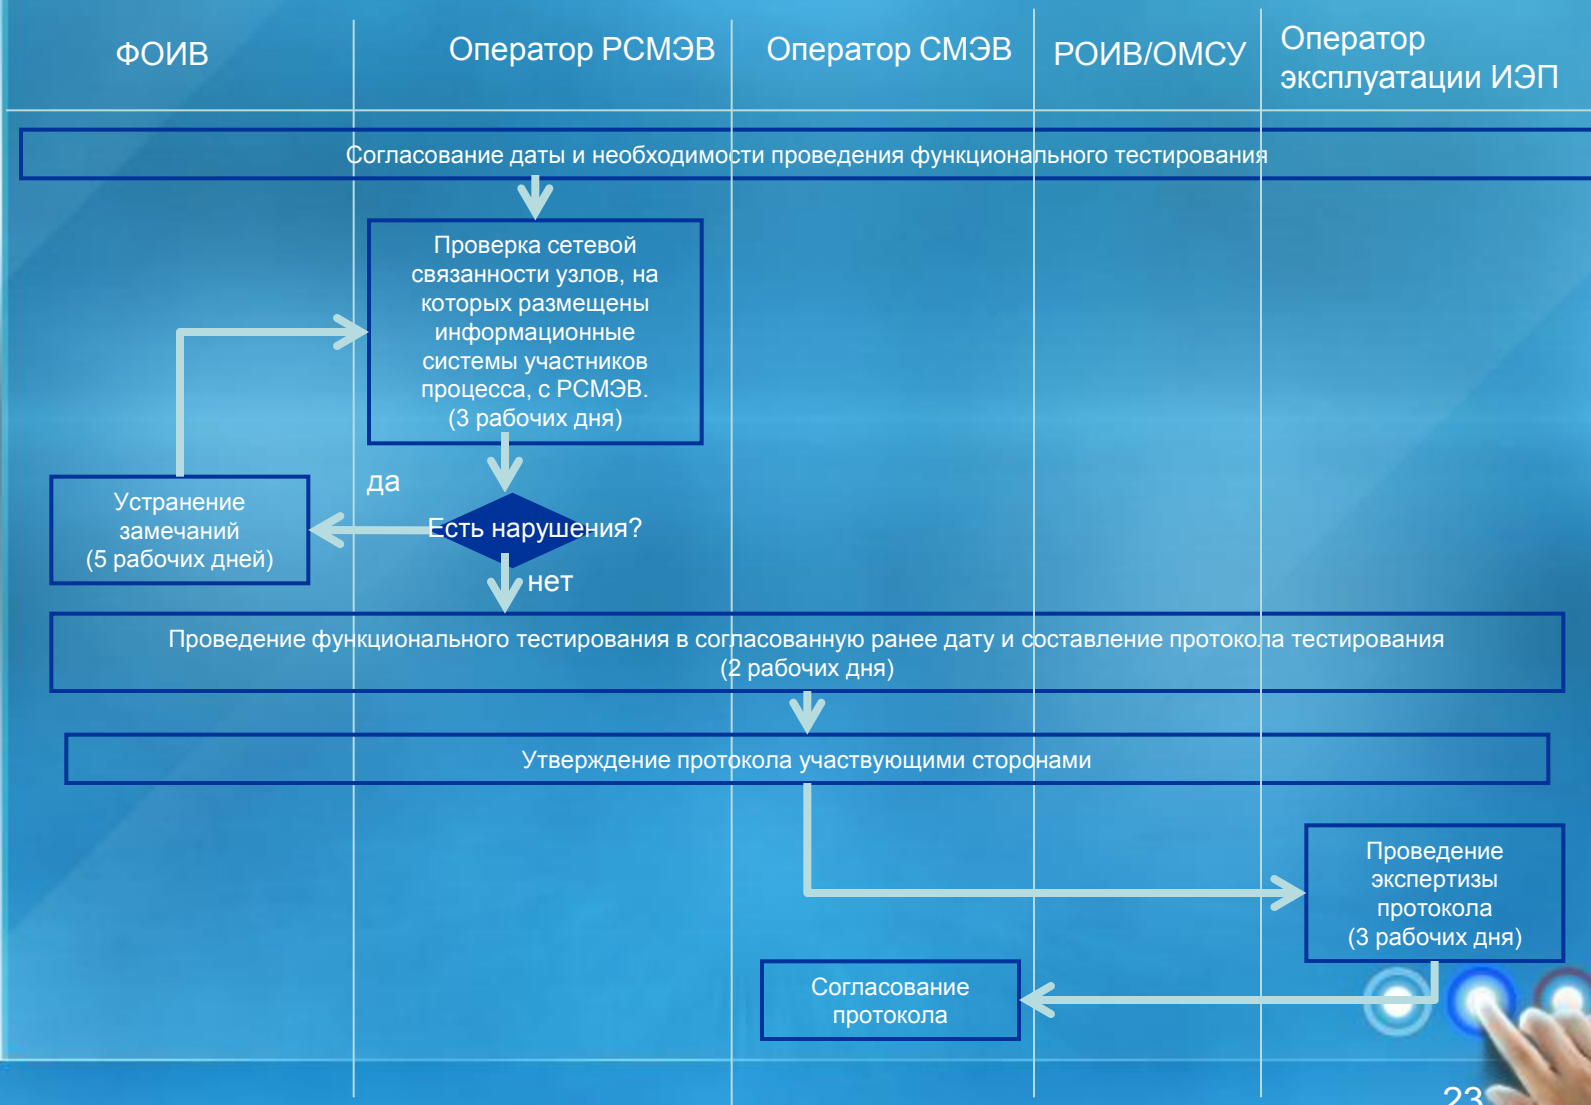 ФОИВ
Оператор РСМЭВ
Оператор СМЭВ
РОИВ/ОМСУ
Оператор
эксплуатации ИЭП
Согласование даты и необходимости проведения функционального тестирования
Проверка сетевой
связанности узлов, на
которых размещены
информационные
системы участников
процесса, с РСМЭВ.
(3 рабочих дня)
да
Устранение
замечаний
(5 рабочих дней)
Есть нарушения?
нет
Проведение функционального тестирования в согласованную ранее дату и составление протокола тестирования
(2 рабочих дня)
Утверждение протокола участвующими сторонами
Проведение
экспертизы
протокола
(3 рабочих дня)
Согласование
протокола
23